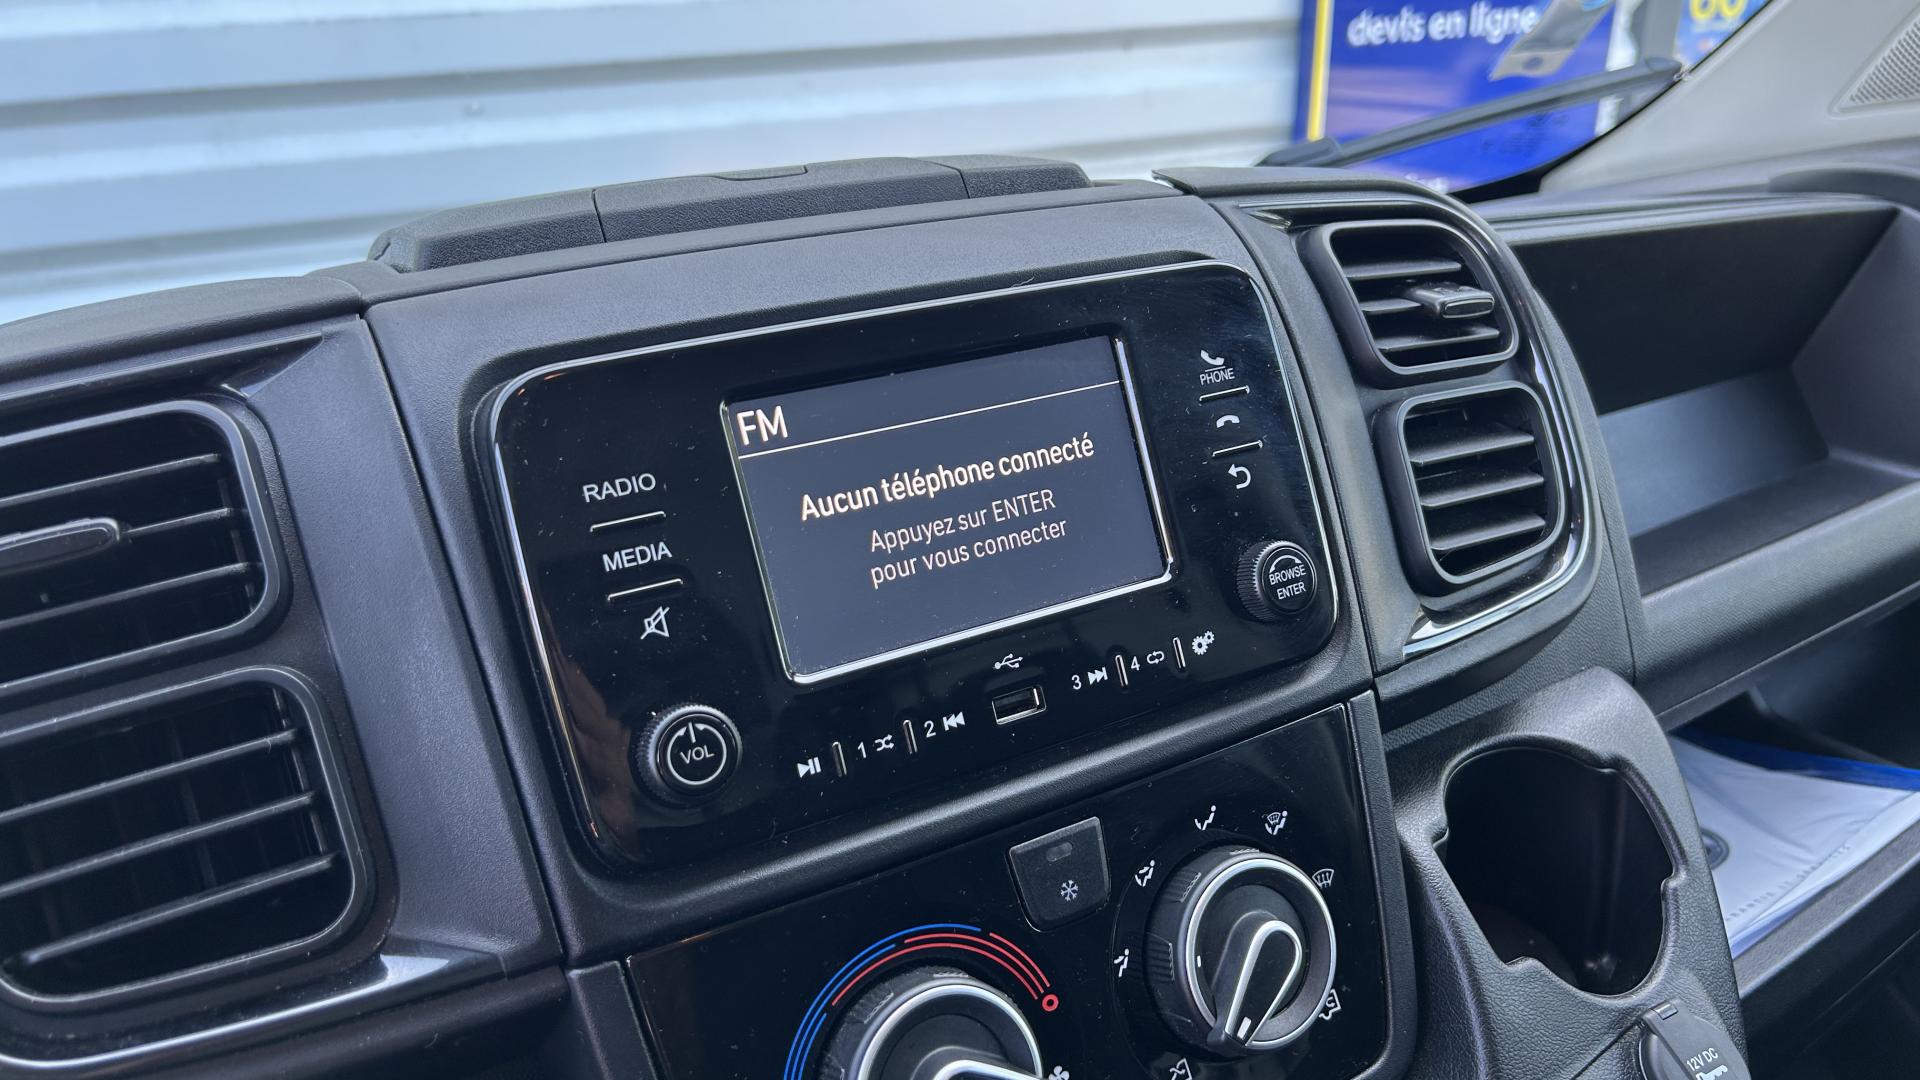 devis en ligne
PHONE
FM
RADIO
Aucun téléphone connecté
Appuyez sur ENTER
pour vous connecter
MEDIA
BROWSE
ENTER
VOL
1
2
3
4
12V DC